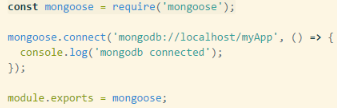 const mongoose = require('mongoose');
mongoose.connect('mongodb://localhost/myApp', () => {
  console.log('mongodb connected');
});
module.exports = mongoose;